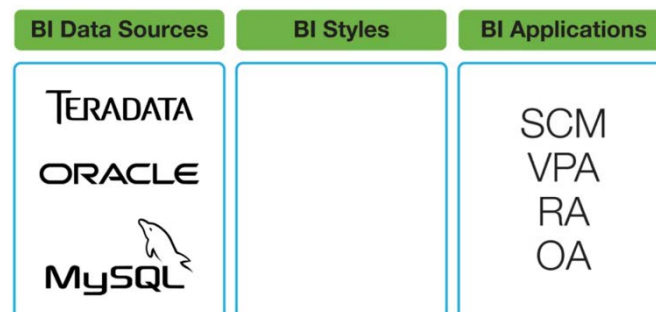 BI Data Sources
BI Styles
BI Applications
TERADATA
ORACLE
MySQL
SCM
VPA
RA
OA